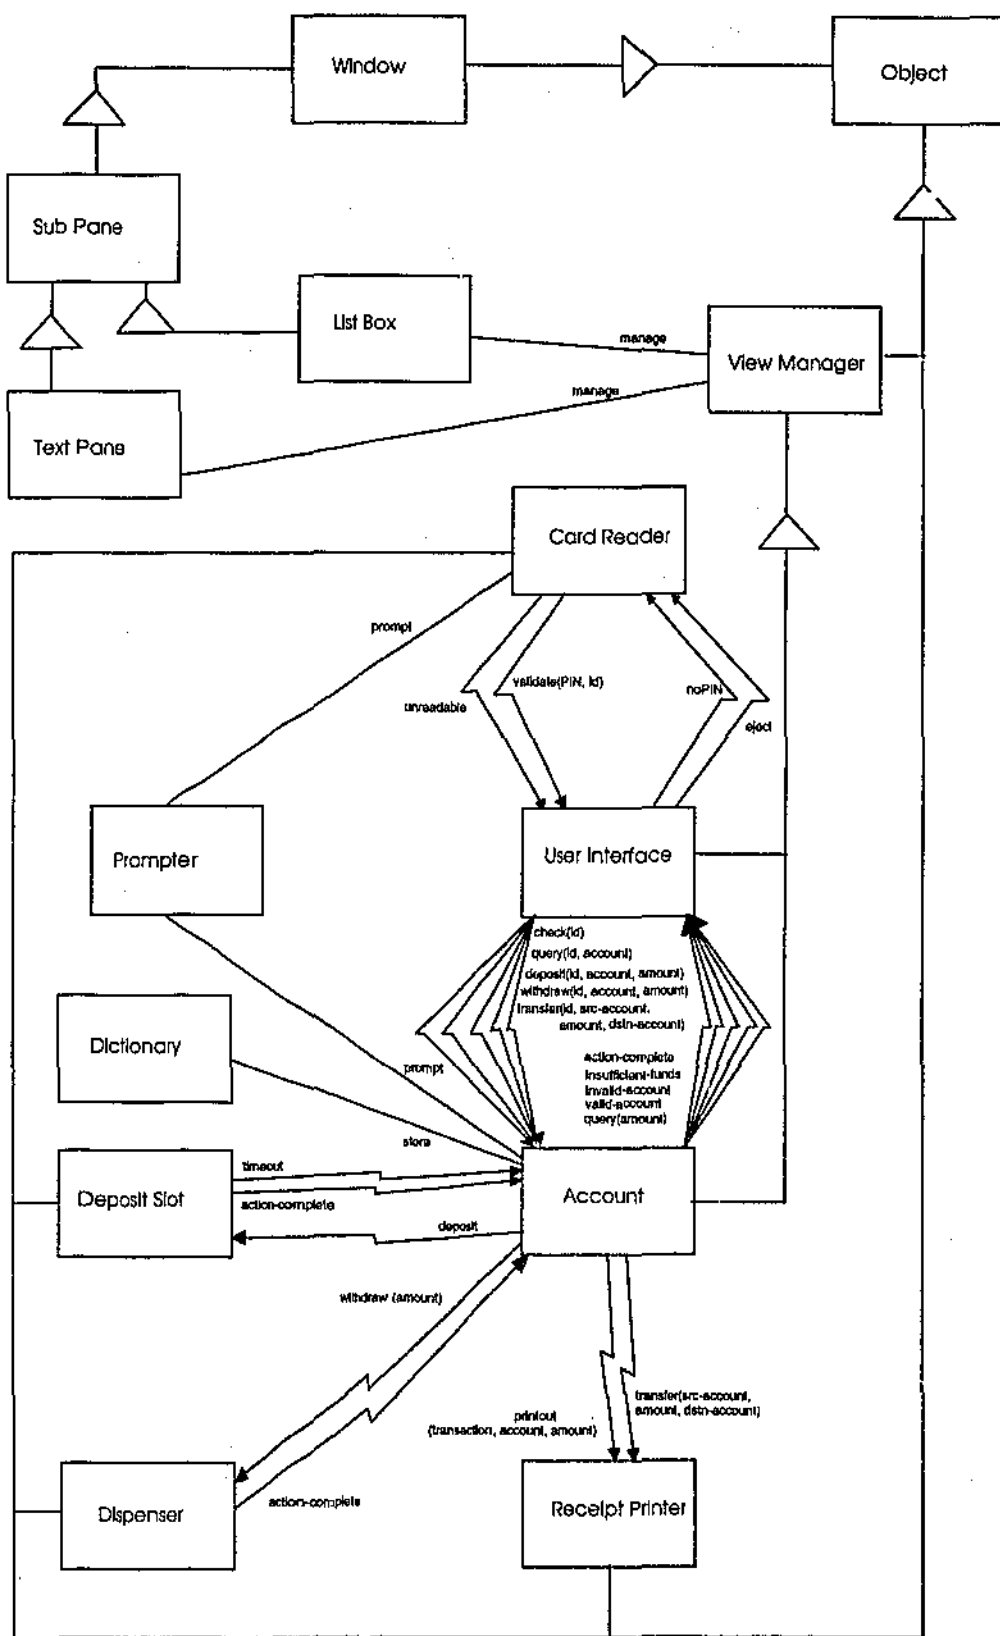 Window
Object
Sub Pane
List Box
manage
View Manager
manage
Text Pane
Card Reader
prompt
validate(PIN, id)
noPIN
unreadable
eject
Prompter
User Interface
check(id)
query(id, account)
deposit(id, account, amount)
withdraw(id, account, amount)
transfer(id, src-account,
amount, dstn-account)
Dictionary
action-complete
insufficient-funds
invalid-account
valid-account
query(amount)
prompt
store
timeout
Deposit Slot
Account
action-complete
deposit
withdraw (amount)
transfer(src-account,
amount, dstn-account)
printout
(transaction, account, amount)
action-complete
Dispenser
Receipt Printer